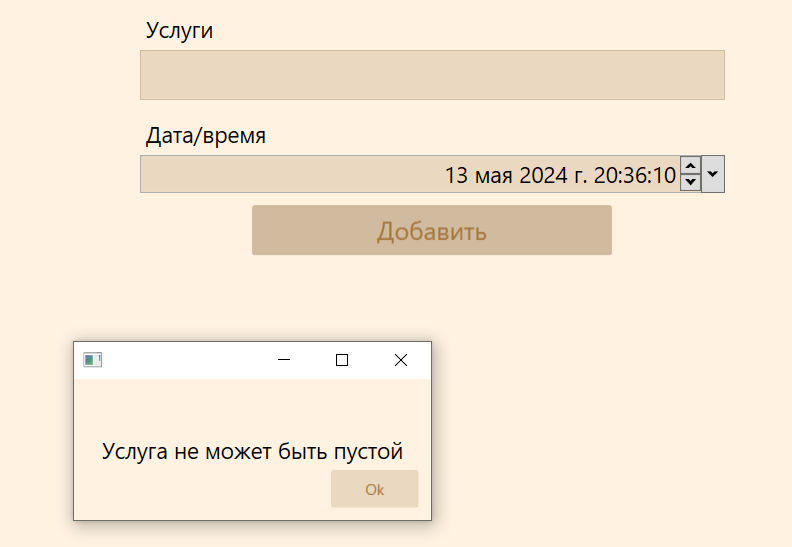 Услуги
Дата/время
13 мая 2024 г. 20:36:10
Добавить
Услуга не может быть пустой
Ok